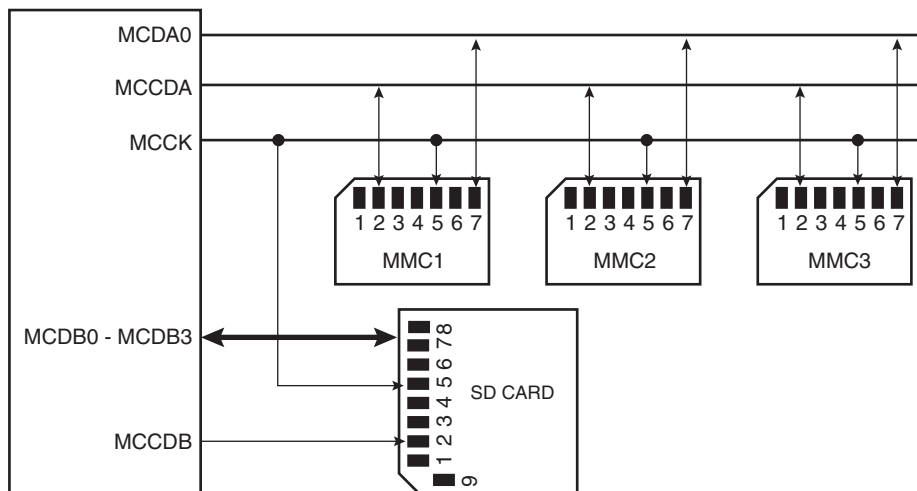 MCDA0
MCCDA
MCCK
1 2 3 4 5 6 7
MMC1
1 2 3 4 5 6 7
MMC2
1 2 3 4 5 6 7
MMC3
MCDB0 - MCDB3
MCCDB
1 2 3 4 5 6 7 8
9
SD CARD